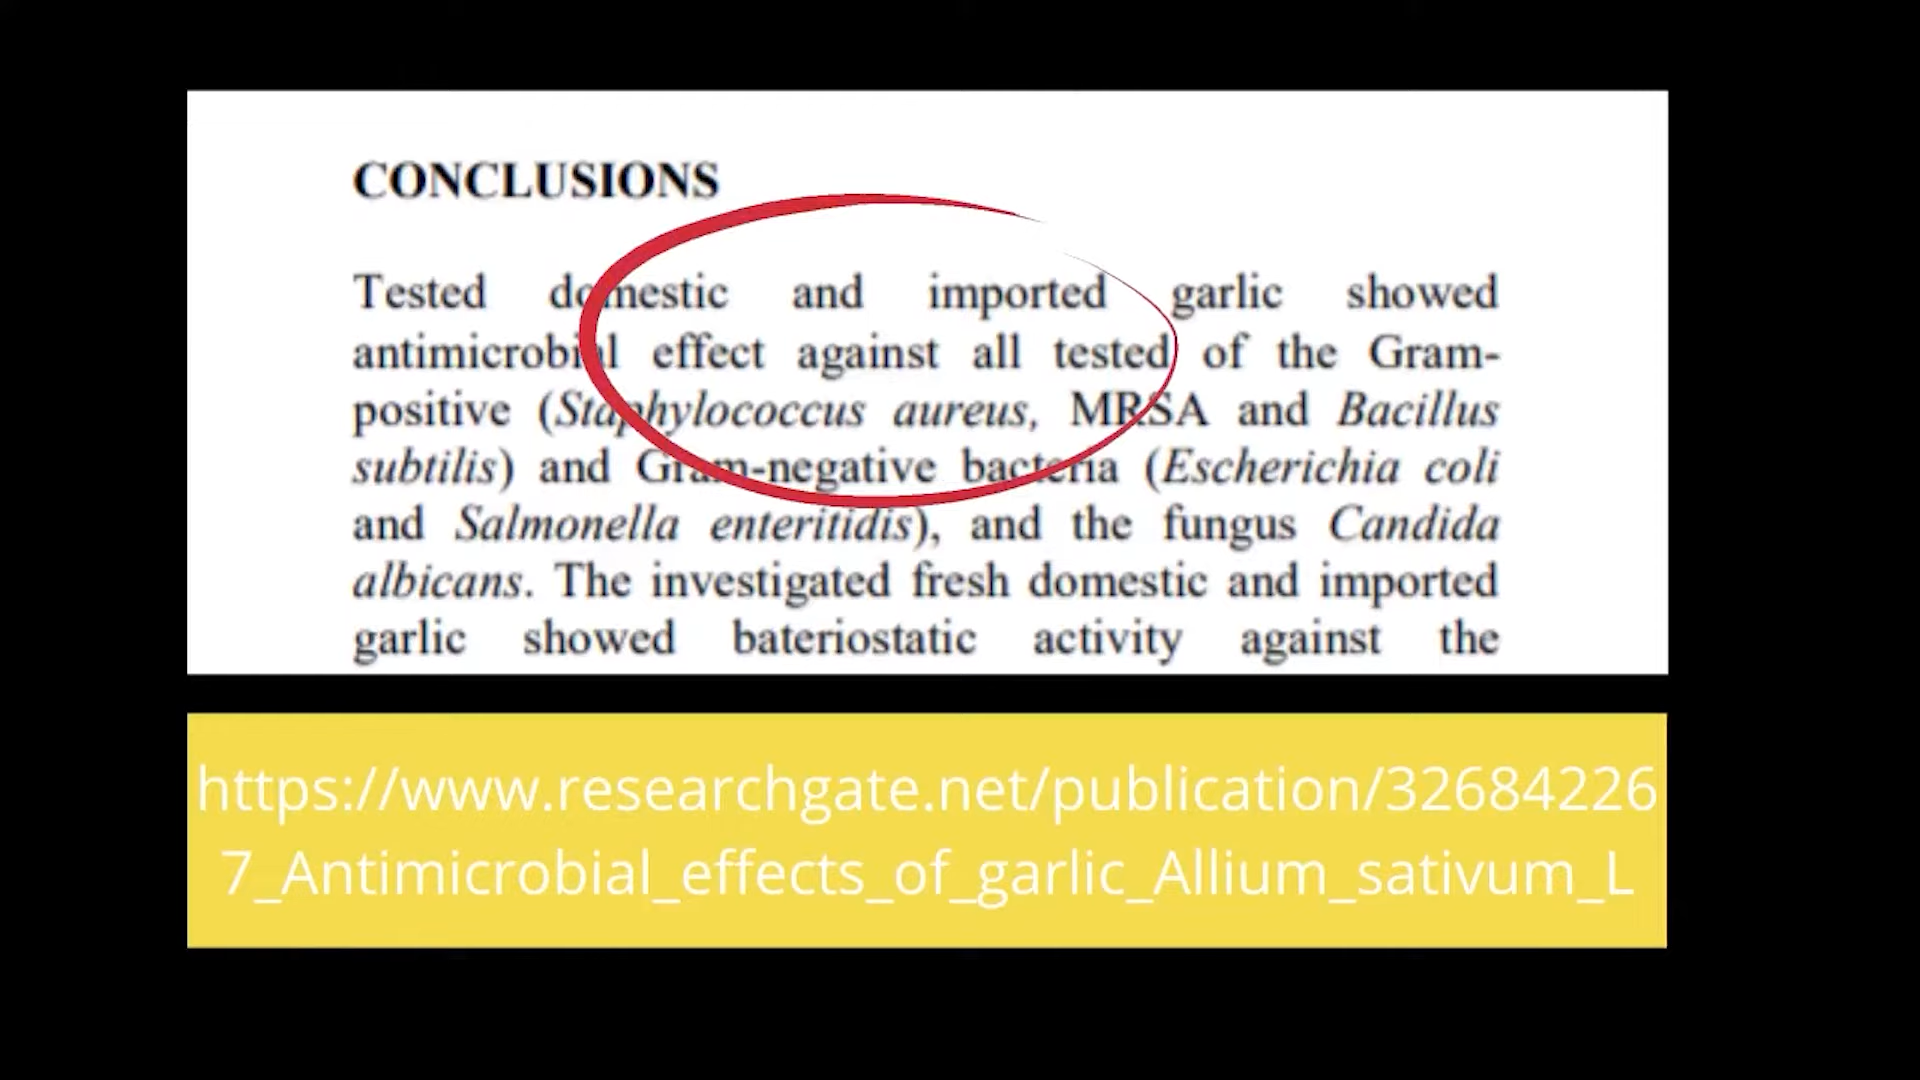 CONCLUSIONS
Tested domestic and imported garlic showed
antimicrobial effect against all tested of the Gram-
positive (Staphylococcus aureus, MRSA and Bacillus
subtilis) and Gram-negative bacteria (Escherichia coli
and Salmonella enteritidis), and the fungus Candida
albicans. The investigated fresh domestic and imported
garlic showed bateriostatic activity against the
https://www.researchgate.net/publication/32684226
7_Antimicrobial_effects_of_garlic_Allium_sativum_L